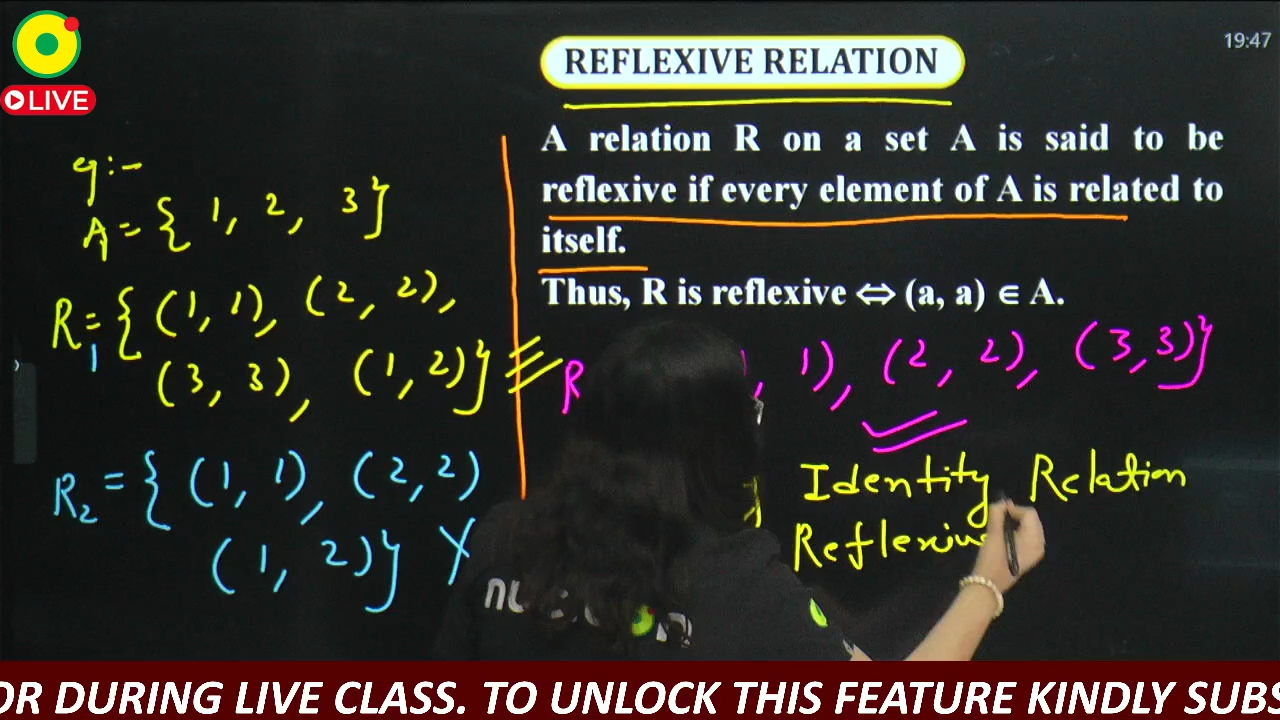 LIVE
19:47
REFLEXIVE RELATION
A relation R on a set A is said to be
reflexive if every element of A is related to
itself.
Thus, R is reflexive ⇔ (a, a) ∈ A.
eg:-
A = { 1, 2, 3}
R1 = { (1, 1), (2, 2),
(3, 3), (1, 2)}
R2 = { (1, 1), (2, 2)
(1, 2)} X
R 1, 1), (2, 2), (3, 3)}
Identity Relation
Reflexive
OR DURING LIVE CLASS. TO UNLOCK THIS FEATURE KINDLY SUBS